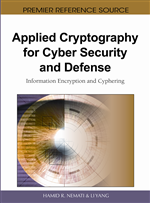 PREMIER REFERENCE SOURCE
Applied Cryptography
for Cyber Security
and Defense
Information Encryption and Cyphering
HAMID R. NEMATI & LI YANG